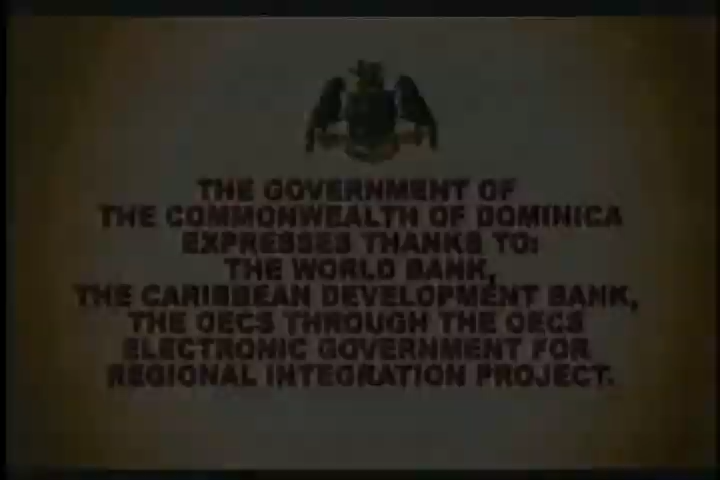 THE GOVERNMENT OF
THE COMMONWEALTH OF DOMINICA
EXPRESSES THANKS TO:
THE WORLD BANK,
THE CARIBBEAN DEVELOPMENT BANK,
THE OECS THROUGH THE OECS
ELECTRONIC GOVERNMENT FOR
REGIONAL INTEGRATION PROJECT.